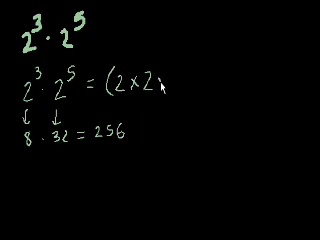 2³ · 2⁵
2³ · 2⁵ = (2 × 2
↓ ↓
8 · 32 = 256